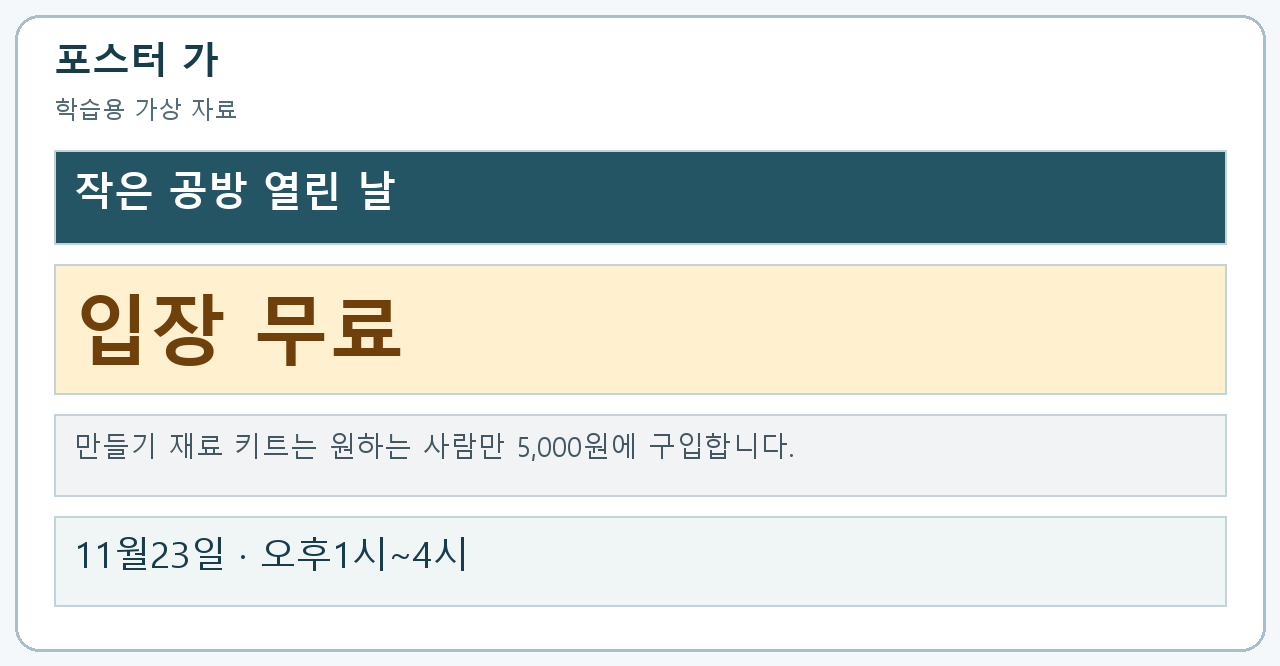 포스터 가
학습용 가상 자료
작은 공방 열린 날
입장 무료
만들기 재료 키트는 원하는 사람만 5,000원에 구입합니다.
11월23일 · 오후1시~4시